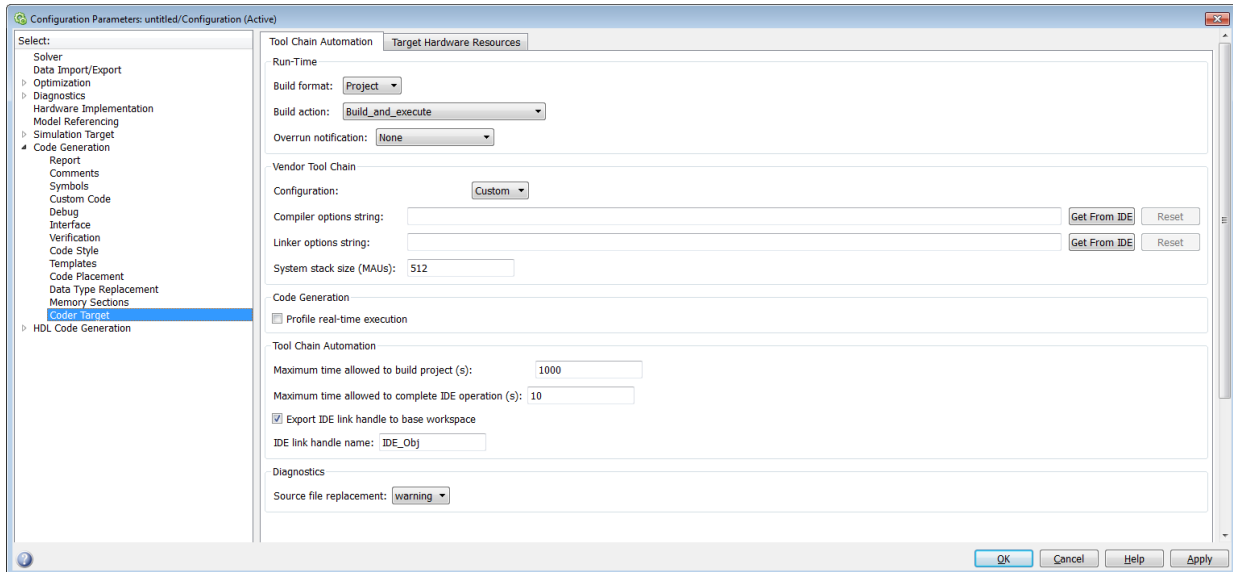 Configuration Parameters: untitled/Configuration (Active)
Select:
Solver
Data Import/Export
Optimization
Diagnostics
Hardware Implementation
Model Referencing
Simulation Target
Code Generation
Report
Comments
Symbols
Custom Code
Debug
Interface
Verification
Code Style
Templates
Code Placement
Data Type Replacement
Memory Sections
Coder Target
HDL Code Generation
Tool Chain Automation Target Hardware Resources
Run-Time
Build format: Project
Build action: Build_and_execute
Overrun notification: None
Vendor Tool Chain
Configuration: Custom
Compiler options string: Get From IDE Reset
Linker options string: Get From IDE Reset
System stack size (MAUs): 512
Code Generation
Profile real-time execution
Tool Chain Automation
Maximum time allowed to build project (s): 1000
Maximum time allowed to complete IDE operation (s): 10
Export IDE link handle to base workspace
IDE link handle name: IDE_Obj
Diagnostics
Source file replacement: warning
OK Cancel Help Apply